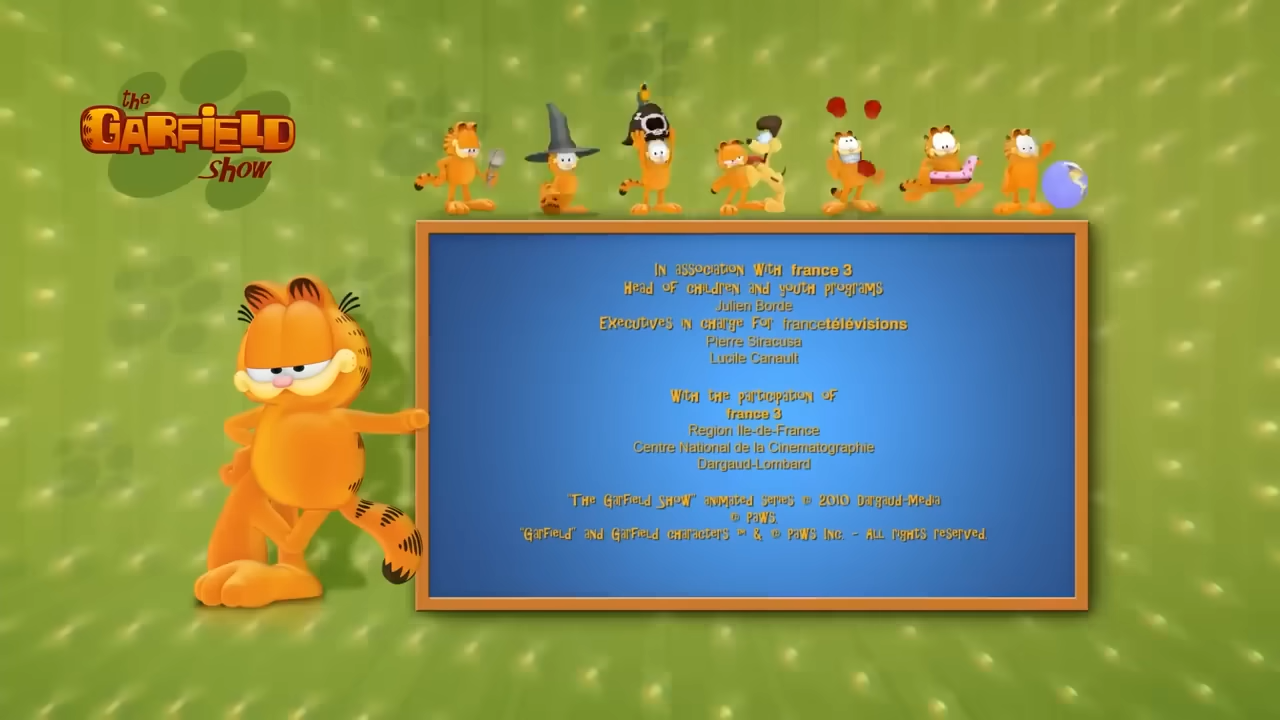 the
GARFIELD
show
In association with france 3
Head of children and youth programs
Julien Borde
Executives in charge for francetélévisions
Pierre Siracusa
Lucile Canault
With the participation of
france 3
Region Ile-de-France
Centre National de la Cinematographie
Dargaud-Lombard
"The Garfield Show" animated series © 2010 Dargaud-Media
© PAWS.
"Garfield" and Garfield characters ™ & © PAWS Inc. - All rights reserved.